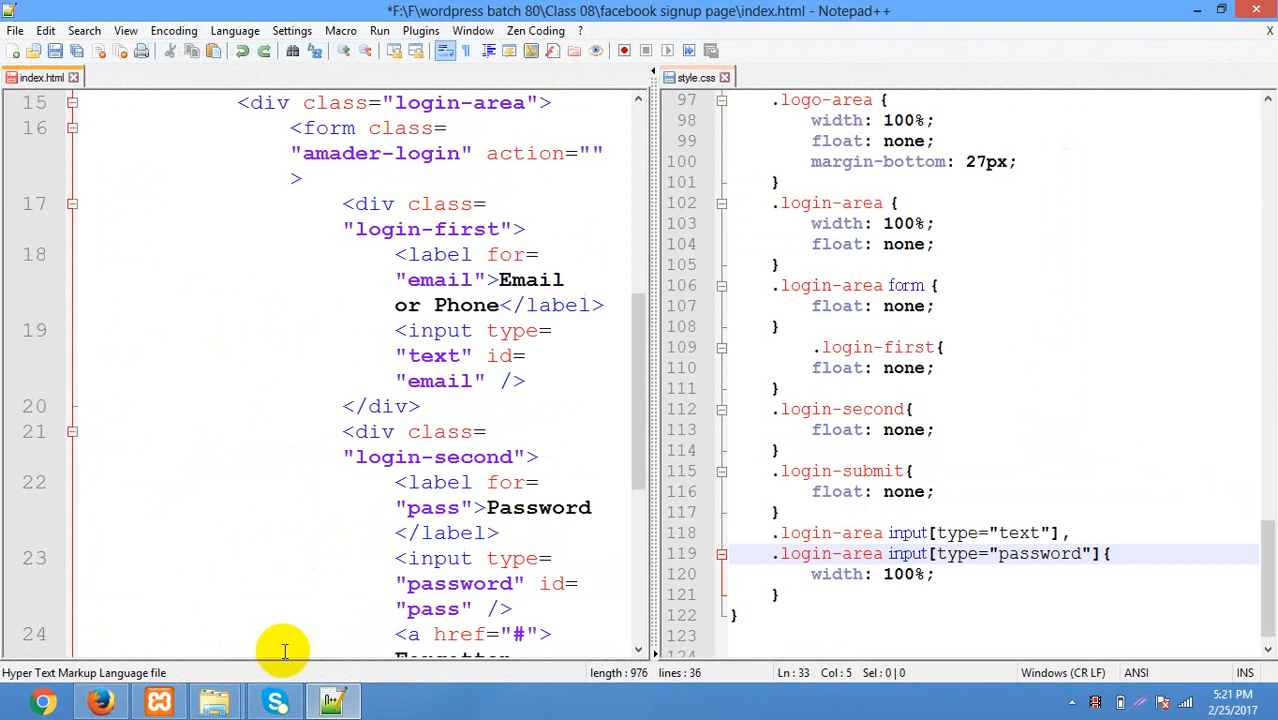 *F:\F\wordpress batch 80\Class 08\facebook signup page\index.html - Notepad++
File Edit Search View Encoding Language Settings Macro Run Plugins Window Zen Coding ? X
index.html
15 <div class="login-area">
16 <form class=
"amader-login" action=""
>
17 <div class=
"login-first">
18 <label for=
"email">Email
or Phone</label>
19 <input type=
"text" id=
"email" />
20 </div>
21 <div class=
"login-second">
22 <label for=
"pass">Password
</label>
23 <input type=
"password" id=
"pass" />
24 <a href="#">
style.css
97 .logo-area {
98 width: 100%;
99 float: none;
100 margin-bottom: 27px;
101 }
102 .login-area {
103 width: 100%;
104 float: none;
105 }
106 .login-area form {
107 float: none;
108 }
109 .login-first{
110 float: none;
111 }
112 .login-second{
113 float: none;
114 }
115 .login-submit{
116 float: none;
117 }
118 .login-area input[type="text"],
119 .login-area input[type="password"]{
120 width: 100%;
121 }
122 }
123
124
Hyper Text Markup Language file length : 976 lines : 36 Ln : 33 Col : 5 Sel : 0 | 0 Windows (CR LF) ANSI INS
5:21 PM
2/25/2017